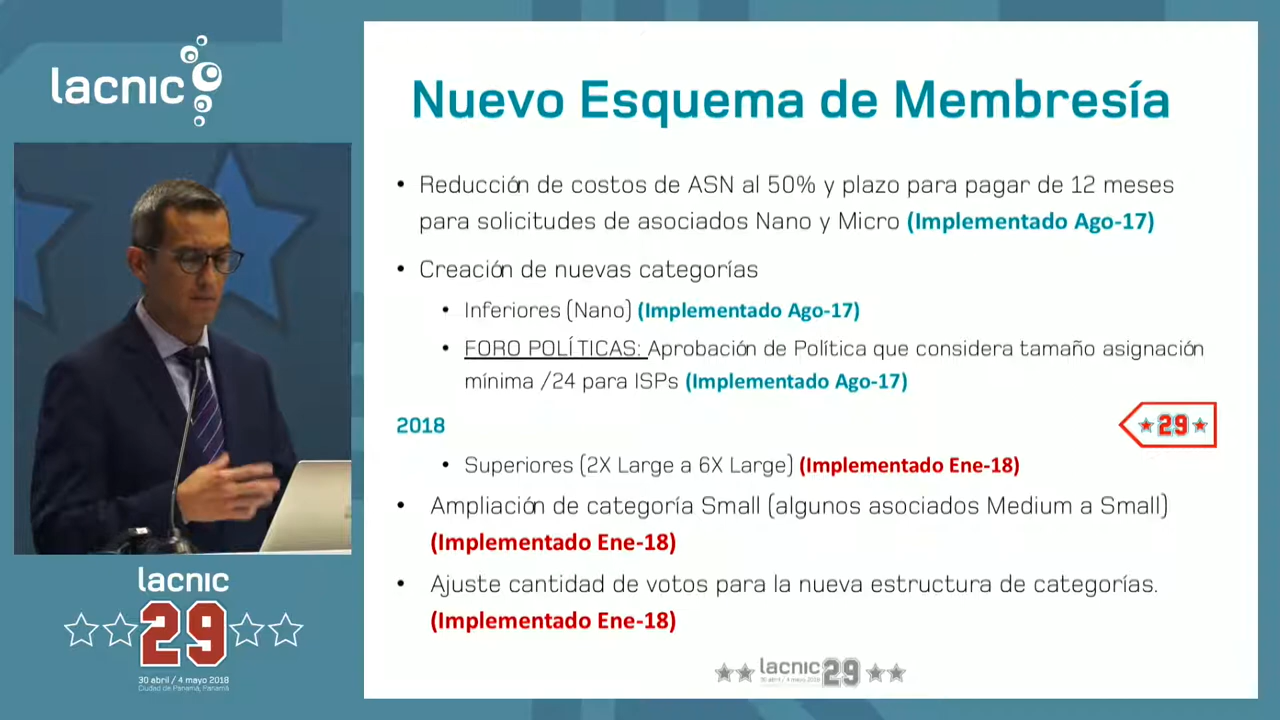 lacnic
Nuevo Esquema de Membresía
• Reducción de costos de ASN al 50% y plazo para pagar de 12 meses
para solicitudes de asociados Nano y Micro (Implementado Ago-17)
• Creación de nuevas categorías
• Inferiores (Nano) (Implementado Ago-17)
• FORO POLÍTICAS: Aprobación de Política que considera tamaño asignación
mínima /24 para ISPs (Implementado Ago-17)
2018
29
• Superiores (2X Large a 6X Large) (Implementado Ene-18)
• Ampliación de categoría Small (algunos asociados Medium a Small)
(Implementado Ene-18)
• Ajuste cantidad de votos para la nueva estructura de categorías.
(Implementado Ene-18)
lacnic
29
30 abril / 4 mayo 2018
Ciudad de Panamá, Panamá
lacnic 29
30 abril / 4 mayo 2018